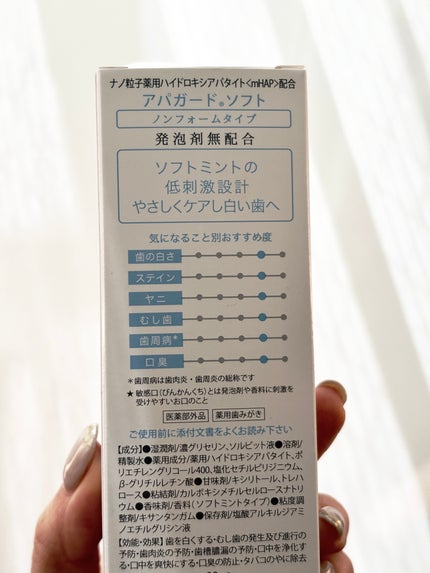 ナノ粒子薬用ハイドロキシアパタイト<mHAP>配合
アパガード®ソフト
ノンフォームタイプ
発泡剤無配合
ソフトミントの
低刺激設計
やさしくケアし白い歯へ
気になること別おすすめ度
歯の白さ
ステイン
ヤニ
むし歯
歯周病*
口臭
*歯周病は歯肉炎・歯周炎の総称です
★敏感口(びんかんくち)とは発泡剤や香料に刺激を
受けやすいお口のこと
医薬部外品 薬用歯みがき
ご使用前に添付文書をよくお読み下さい
【成分】●湿潤剤/濃グリセリン、ソルビット液●溶剤/
精製水●薬用成分/薬用ハイドロキシアパタイト、ポ
リエチレングリコール400、塩化セチルピリジニウム、
β-グリチルレチン酸●甘味剤/キシリトール、トレハ
ロース●粘結剤/カルボキシメチルセルロースナトリ
ウム●香味剤/香料(ソフトミントタイプ)●粘度調
整剤/キサンタンガム●保存剤/塩酸アルキルジアミ
ノエチルグリシン液
【効能・効果】歯を白くする・むし歯の発生及び進行の
予防・歯肉炎の予防・歯槽膿漏の予防・口中を浄化す
る・口中を爽快にする・口臭の防止・タバコのヤに除去